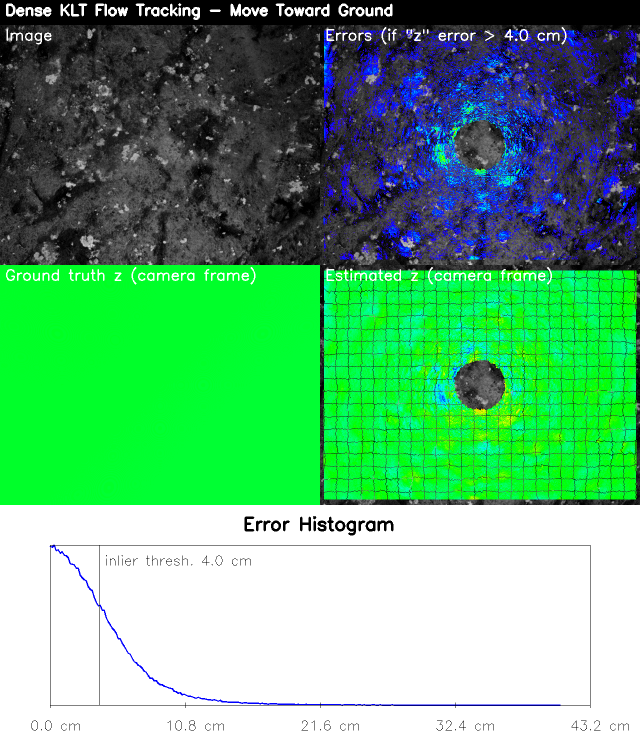 Dense KLT Flow Tracking – Move Toward Ground
Image
Errors (if "z" error > 4.0 cm)
Ground truth z (camera frame)
Estimated z (camera frame)
Error Histogram
inlier thresh. 4.0 cm
0.0 cm
10.8 cm
21.6 cm
32.4 cm
43.2 cm